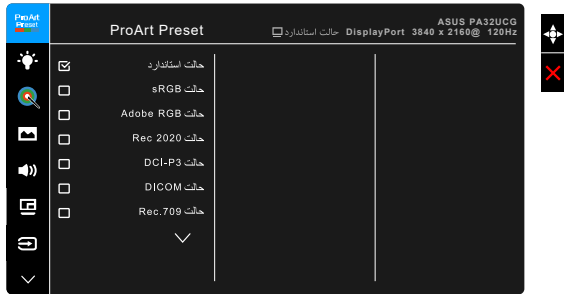 ProArt
Preset
ProArt Preset
ASUS PA32UCG
حالت استاندارد DisplayPort 3840 x 2160@ 120Hz
حالت استاندارد
حالت sRGB
حالت Adobe RGB
حالت Rec 2020
حالت DCI-P3
حالت DICOM
حالت Rec.709